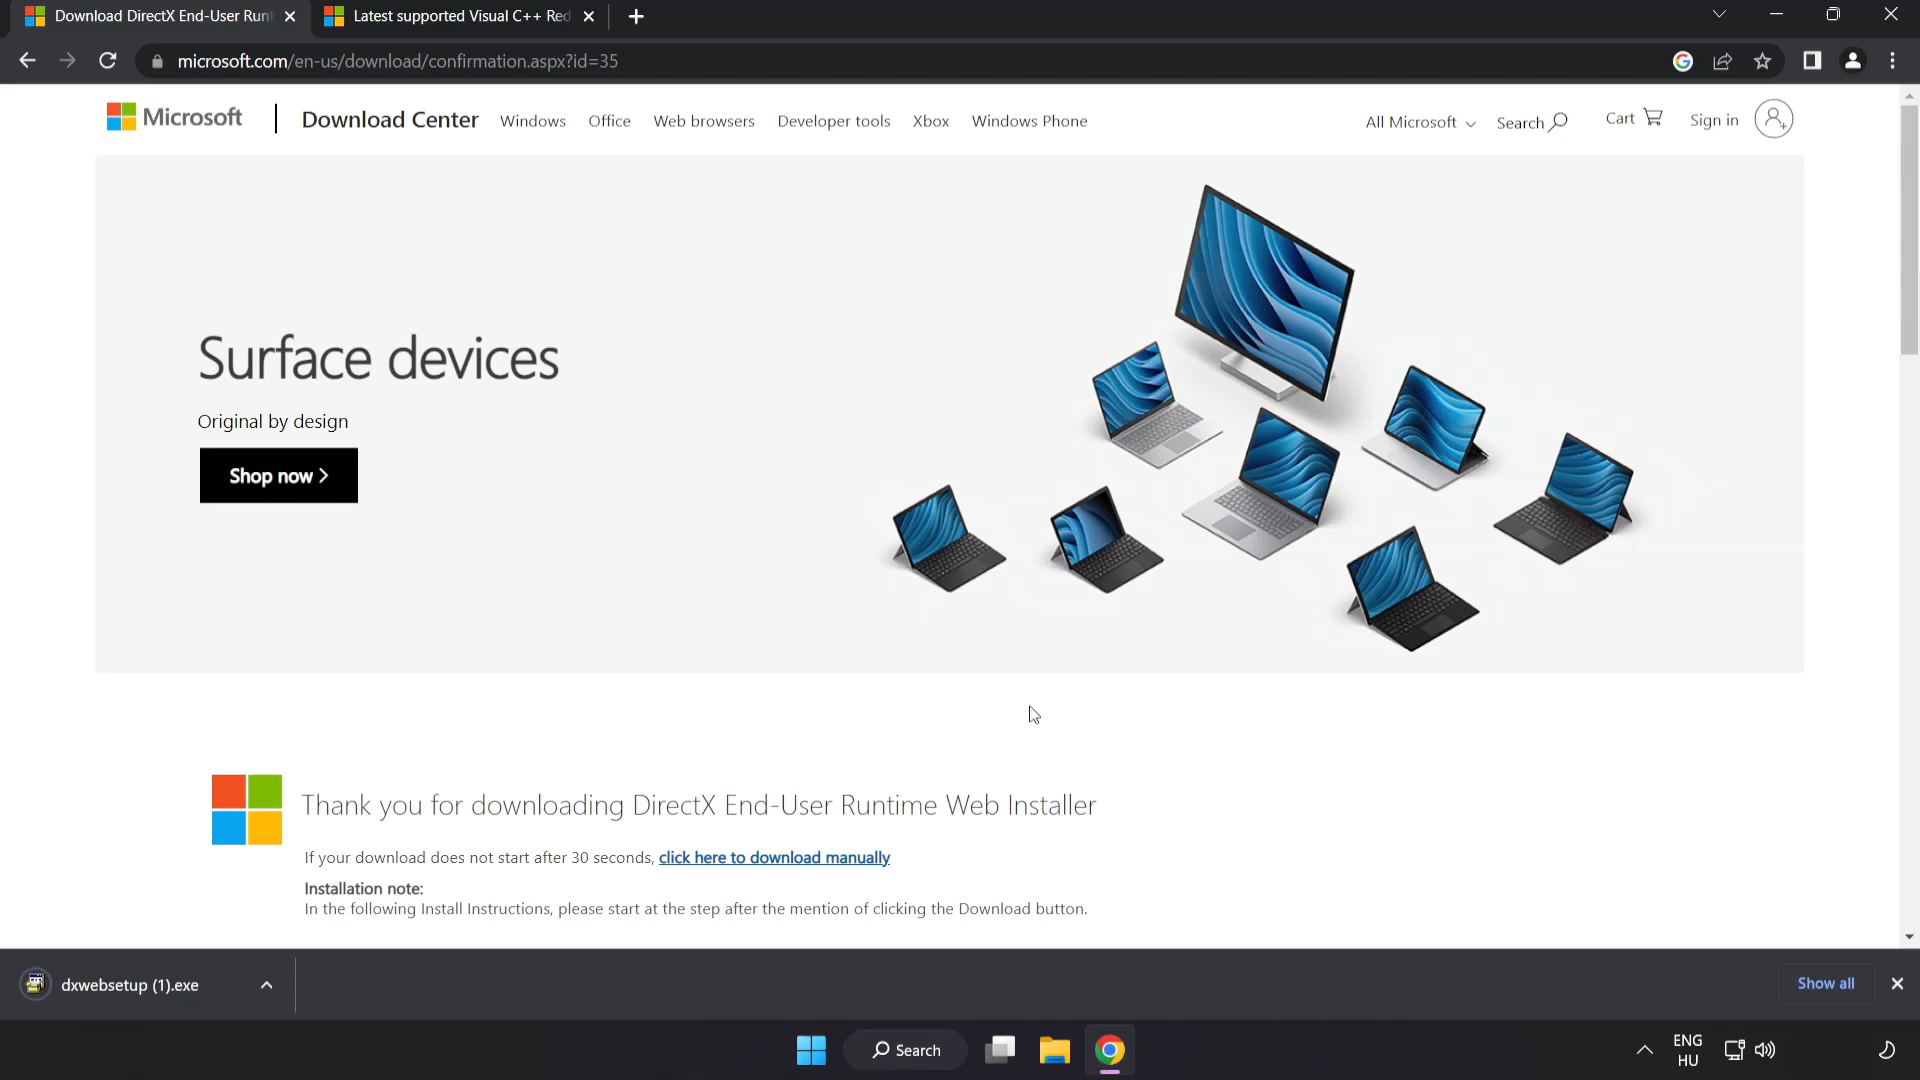 Download DirectX End-User Runt
Latest supported Visual C++ Red
microsoft.com/en-us/download/confirmation.aspx?id=35
Microsoft
Download Center
Windows
Office
Web browsers
Developer tools
Xbox
Windows Phone
All Microsoft
Search
Cart
Sign in
Surface devices
Original by design
Shop now
Thank you for downloading DirectX End-User Runtime Web Installer
If your download does not start after 30 seconds, click here to download manually
Installation note:
In the following Install Instructions, please start at the step after the mention of clicking the Download button.
dxwebsetup (1).exe
Show all
Search
ENG
HU